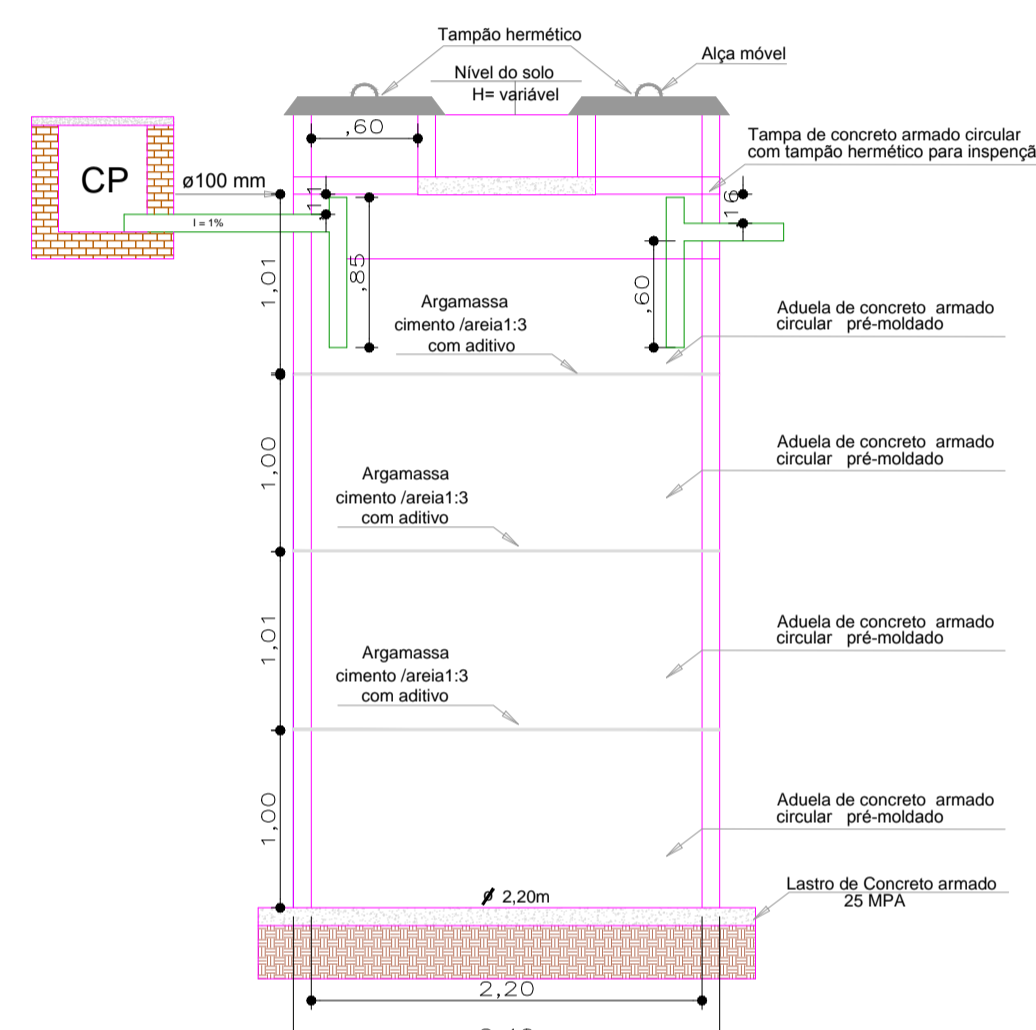 Tampão hermético
Alça móvel
Nível do solo
H= variável
,60
Tampa de concreto armado circular
com tampão hermético para inspençã
CP
ø100 mm
,11
,16
I = 1%
1,01
,85
,60
Argamassa
cimento /areia1:3
com aditivo
Aduela de concreto armado
circular pré-moldado
1,00
Argamassa
cimento /areia1:3
com aditivo
Aduela de concreto armado
circular pré-moldado
1,01
Argamassa
cimento /areia1:3
com aditivo
Aduela de concreto armado
circular pré-moldado
1,00
Aduela de concreto armado
circular pré-moldado
ø 2,20m
Lastro de Concreto armado
25 MPA
2,20